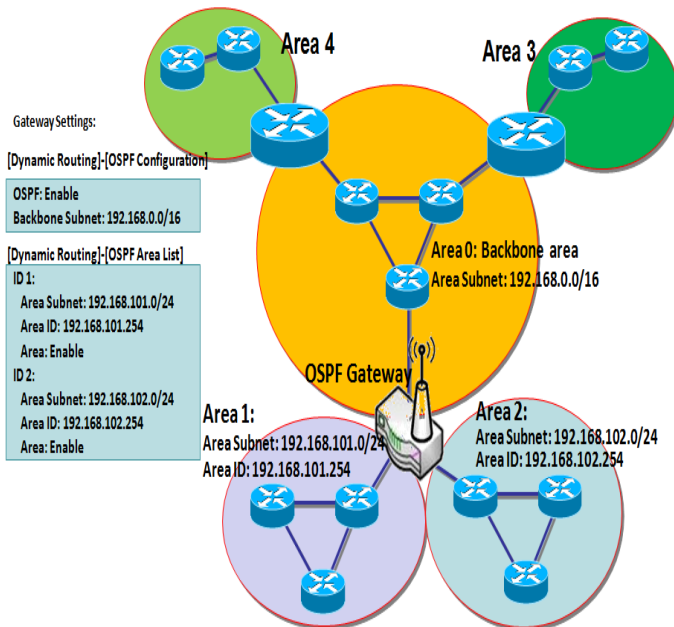 Area 4
Area 3
Gateway Settings:
[Dynamic Routing]-[OSPF Configuration]
OSPF: Enable
Backbone Subnet: 192.168.0.0/16
[Dynamic Routing]-[OSPF Area List]
ID 1:
Area Subnet: 192.168.101.0/24
Area ID: 192.168.101.254
Area: Enable
ID 2:
Area Subnet: 192.168.102.0/24
Area ID: 192.168.102.254
Area: Enable
Area 0: Backbone area
Area Subnet: 192.168.0.0/16
OSPF Gateway
Area 1:
Area Subnet: 192.168.101.0/24
Area ID: 192.168.101.254
Area 2:
Area Subnet: 192.168.102.0/24
Area ID: 192.168.102.254